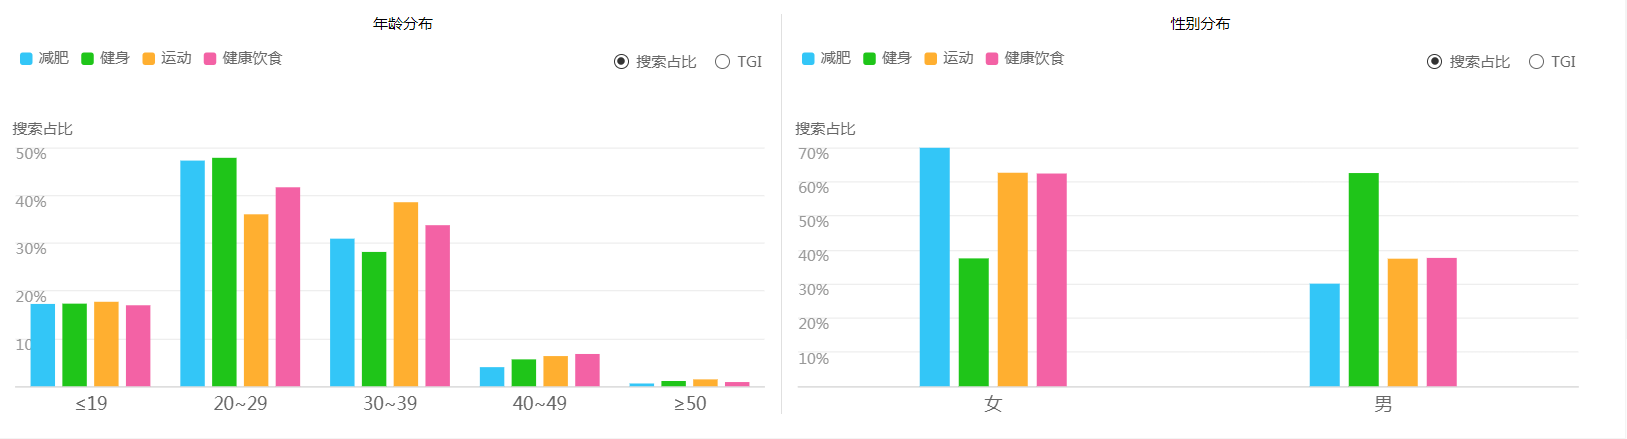 年龄分布
减肥 健身 运动 健康饮食
搜索占比 TGI
搜索占比
50%
40%
30%
20%
10%
≤19 20~29 30~39 40~49 ≥50
性别分布
减肥 健身 运动 健康饮食
搜索占比 TGI
搜索占比
70%
60%
50%
40%
30%
20%
10%
女 男